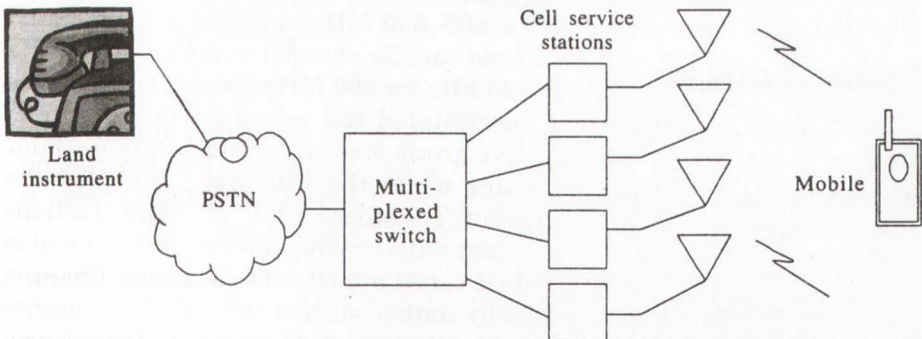 Cell service
stations
Land
instrument
PSTN
Multi-
plexed
switch
Mobile